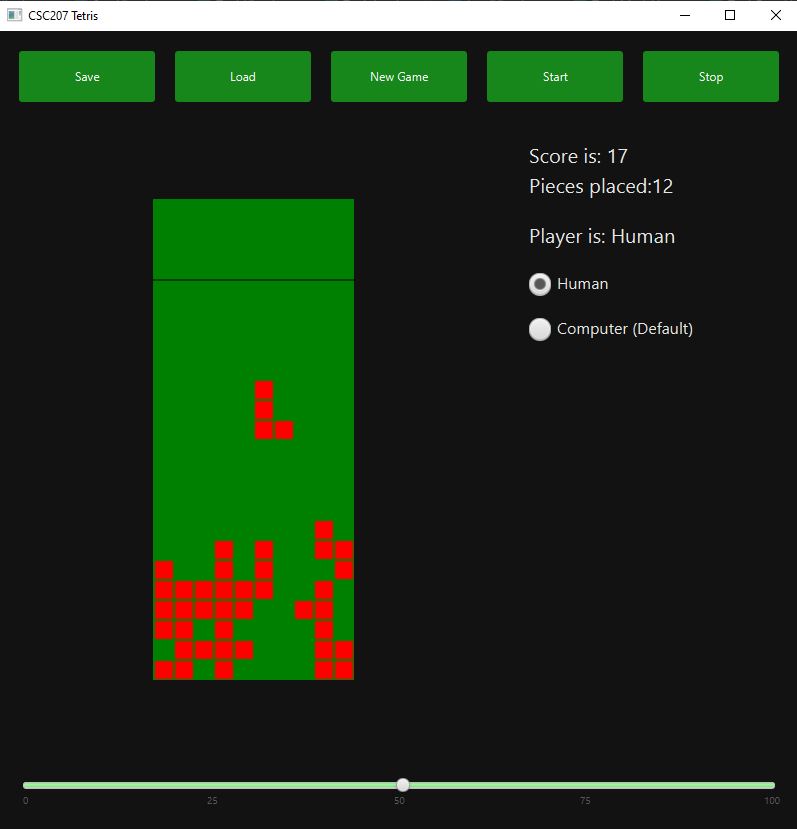 CSC207 Tetris
Save Load New Game Start Stop
Score is: 17
Pieces placed:12
Player is: Human
Human
Computer (Default)
0 25 50 75 100